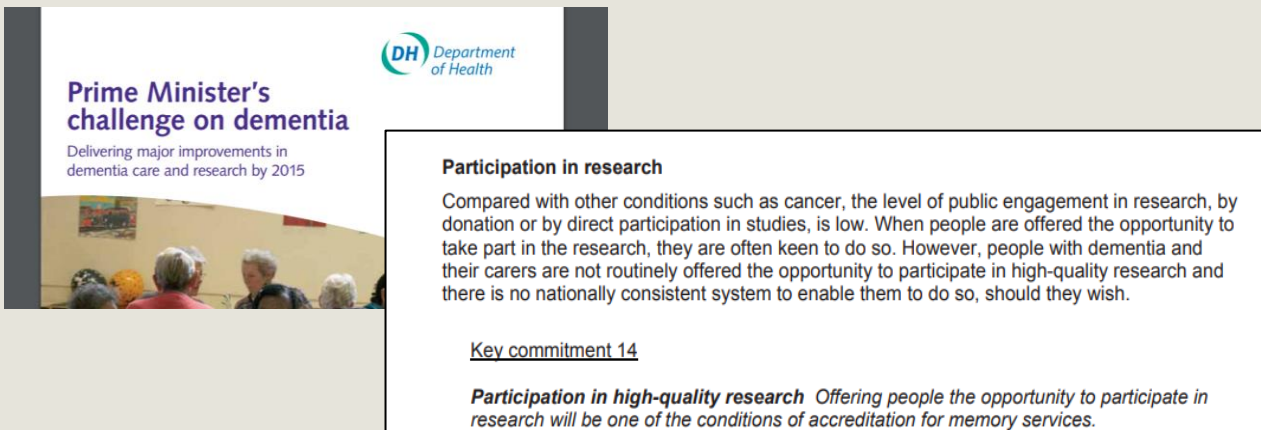 DH Department
of Health
Prime Minister's
challenge on dementia
Delivering major improvements in
dementia care and research by 2015
Participation in research
Compared with other conditions such as cancer, the level of public engagement in research, by
donation or by direct participation in studies, is low. When people are offered the opportunity to
take part in the research, they are often keen to do so. However, people with dementia and
their carers are not routinely offered the opportunity to participate in high-quality research and
there is no nationally consistent system to enable them to do so, should they wish.
Key commitment 14
Participation in high-quality research Offering people the opportunity to participate in
research will be one of the conditions of accreditation for memory services.